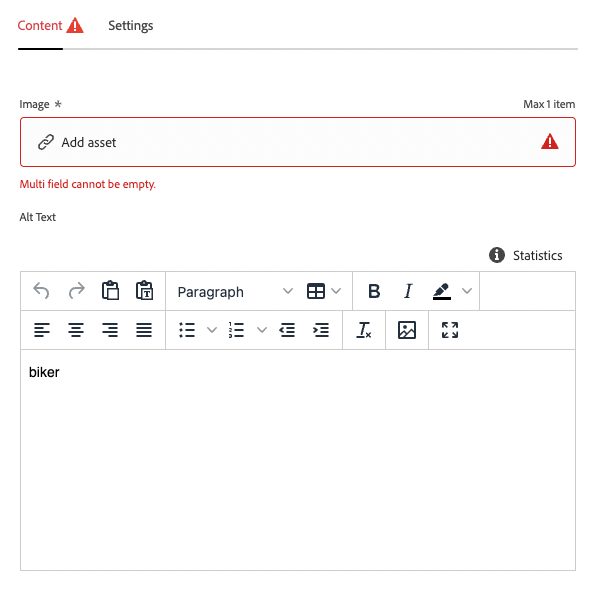 Content Settings
Image * Max 1 item
Add asset
Multi field cannot be empty.
Alt Text
Statistics
Paragraph B I
biker